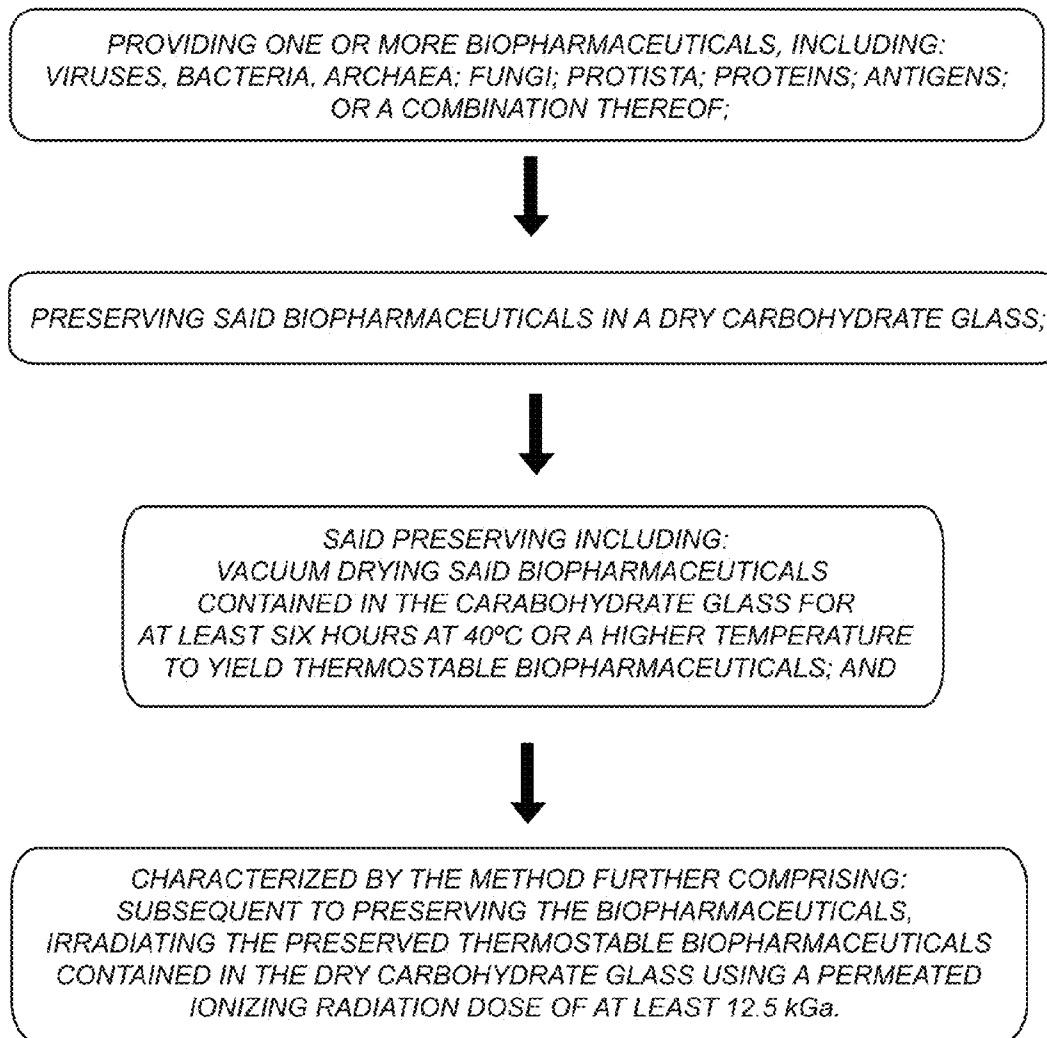 PROVIDING ONE OR MORE BIOPHARMACEUTICALS, INCLUDING:
VIRUSES, BACTERIA, ARCHAEA; FUNGI; PROTISTA; PROTEINS; ANTIGENS;
OR A COMBINATION THEREOF;
PRESERVING SAID BIOPHARMACEUTICALS IN A DRY CARBOHYDRATE GLASS;
SAID PRESERVING INCLUDING:
VACUUM DRYING SAID BIOPHARMACEUTICALS
CONTAINED IN THE CARABOHYDRATE GLASS FOR
AT LEAST SIX HOURS AT 40ºC OR A HIGHER TEMPERATURE
TO YIELD THERMOSTABLE BIOPHARMACEUTICALS; AND
CHARACTERIZED BY THE METHOD FURTHER COMPRISING:
SUBSEQUENT TO PRESERVING THE BIOPHARMACEUTICALS,
IRRADIATING THE PRESERVED THERMOSTABLE BIOPHARMACEUTICALS
CONTAINED IN THE DRY CARBOHYDRATE GLASS USING A PERMEATED
IONIZING RADIATION DOSE OF AT LEAST 12.5 kGa.